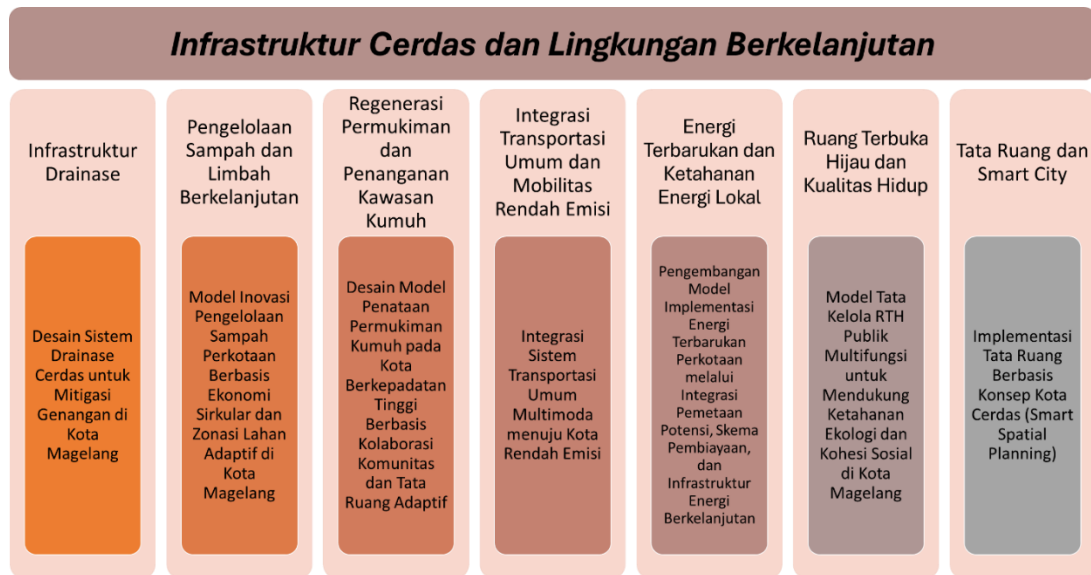 Infrastruktur Cerdas dan Lingkungan Berkelanjutan
Infrastruktur
Drainase
Desain Sistem
Drainase
Cerdas untuk
Mitigasi
Genangan di
Kota
Magelang
Pengelolaan
Sampah dan
Limbah
Berkelanjutan
Model Inovasi
Pengelolaan
Sampah
Perkotaan
Berbasis
Ekonomi
Sirkular dan
Zonasi Lahan
Adaptif di
Kota
Magelang
Regenerasi
Permukiman
dan
Penanganan
Kawasan
Kumuh
Desain Model
Penataan
Permukiman
Kumuh pada
Kota
Berkepadatan
Tinggi
Berbasis
Kolaborasi
Komunitas
dan Tata
Ruang Adaptif
Integrasi
Transportasi
Umum dan
Mobilitas
Rendah Emisi
Integrasi
Sistem
Transportasi
Umum
Multimoda
menuju Kota
Rendah Emisi
Energi
Terbarukan dan
Ketahanan
Energi Lokal
Pengembangan
Model
Implementasi
Energi
Terbarukan
Perkotaan
melalui
Integrasi
Pemetaan
Potensi, Skema
Pembiayaan,
dan
Infrastruktur
Energi
Berkelanjutan
Ruang Terbuka
Hijau dan
Kualitas Hidup
Model Tata
Kelola RTH
Publik
Multifungsi
untuk
Mendukung
Ketahanan
Ekologi dan
Kohesi Sosial
di Kota
Magelang
Tata Ruang dan
Smart City
Implementasi
Tata Ruang
Berbasis
Konsep Kota
Cerdas (Smart
Spatial
Planning)